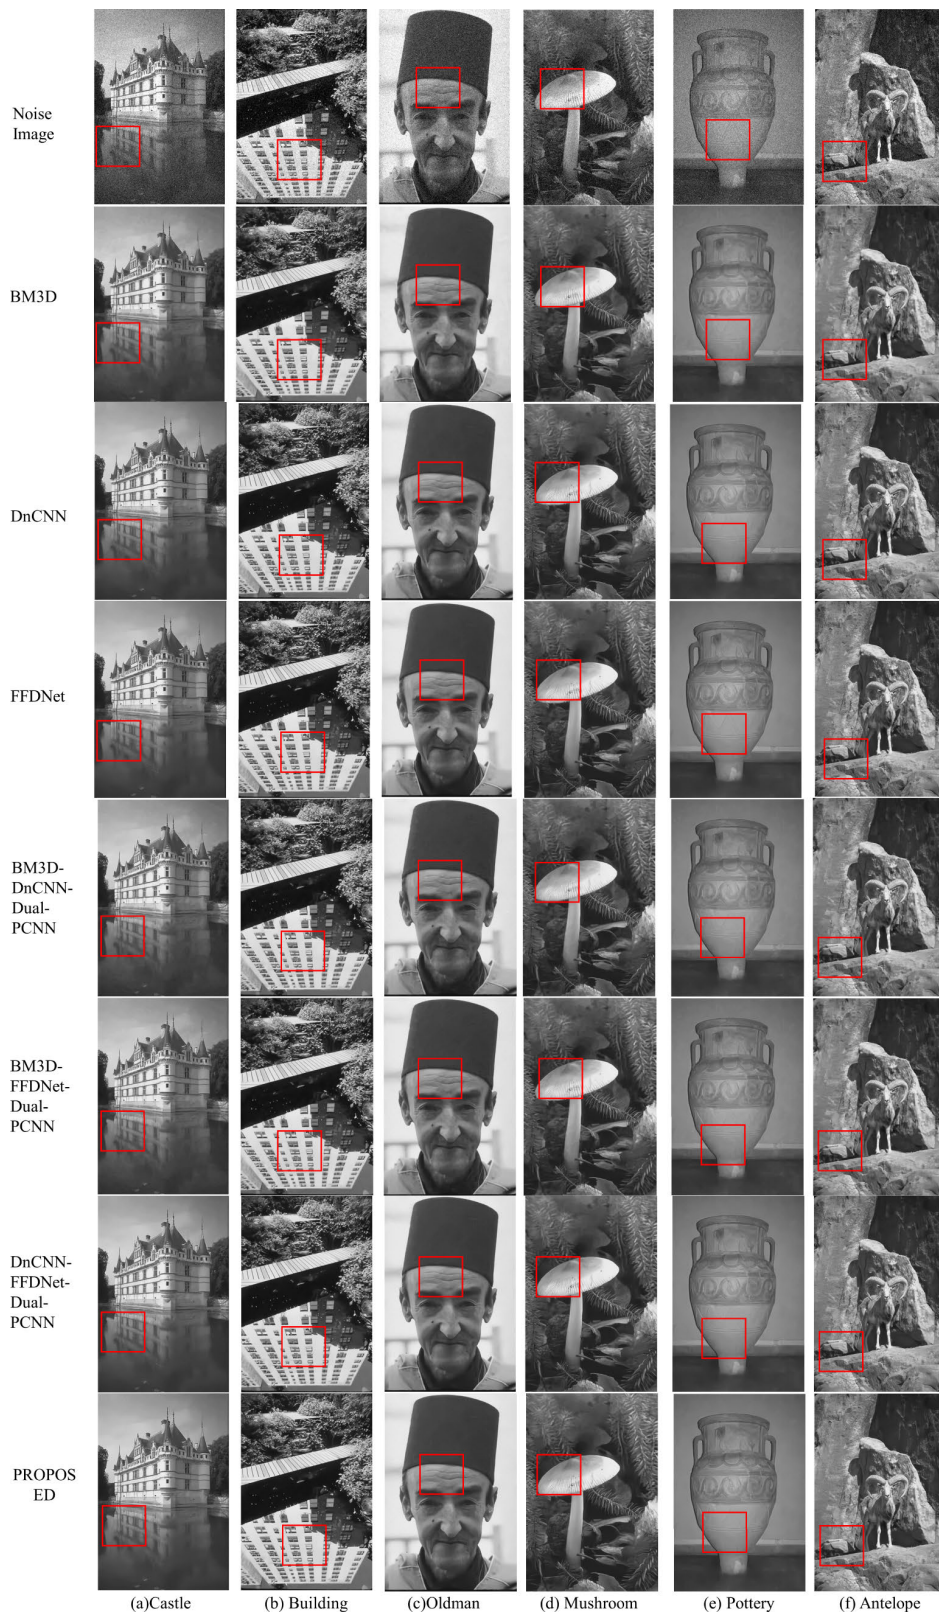 Noise
Image
BM3D
DnCNN
FFDNet
BM3D-
DnCNN-
Dual-
PCNN
BM3D-
FFDNet-
Dual-
PCNN
DnCNN-
FFDNet-
Dual-
PCNN
PROPOS
ED
(a)Castle
(b) Building
(c)Oldman
(d) Mushroom
(e) Pottery
(f) Antelope